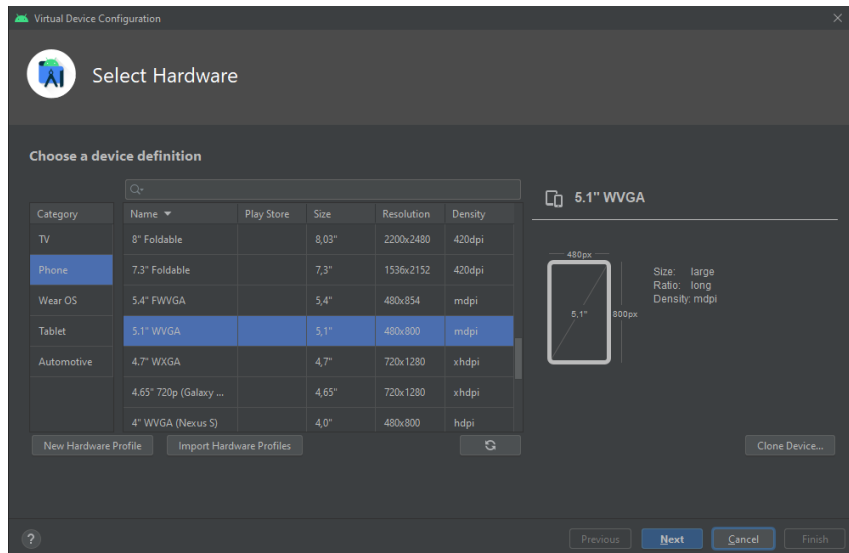 Virtual Device Configuration
Select Hardware
Choose a device definition
Category
TV
Phone
Wear OS
Tablet
Automotive
Name Play Store Size Resolution Density
8" Foldable 8,03" 2200x2480 420dpi
7.3" Foldable 7,3" 1536x2152 420dpi
5.4" FWVGA 5,4" 480x854 mdpi
5.1" WVGA 5,1" 480x800 mdpi
4.7" WXGA 4,7" 720x1280 xhdpi
4.65" 720p (Galaxy ... 4,65" 720x1280 xhdpi
4" WVGA (Nexus S) 4,0" 480x800 hdpi
New Hardware Profile Import Hardware Profiles
5.1" WVGA
480px
5,1"
800px
Size: large
Ratio: long
Density: mdpi
Clone Device...
? Previous Next Cancel Finish